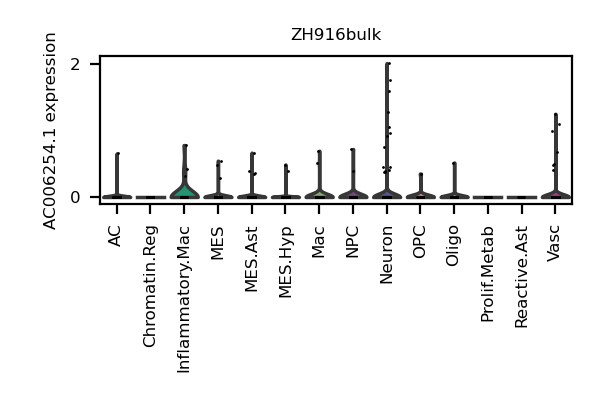 ZH916bulk
AC006254.1 expression
2
0
AC
Chromatin.Reg
Inflammatory.Mac
MES
MES.Ast
MES.Hyp
Mac
NPC
Neuron
OPC
Oligo
Prolif.Metab
Reactive.Ast
Vasc